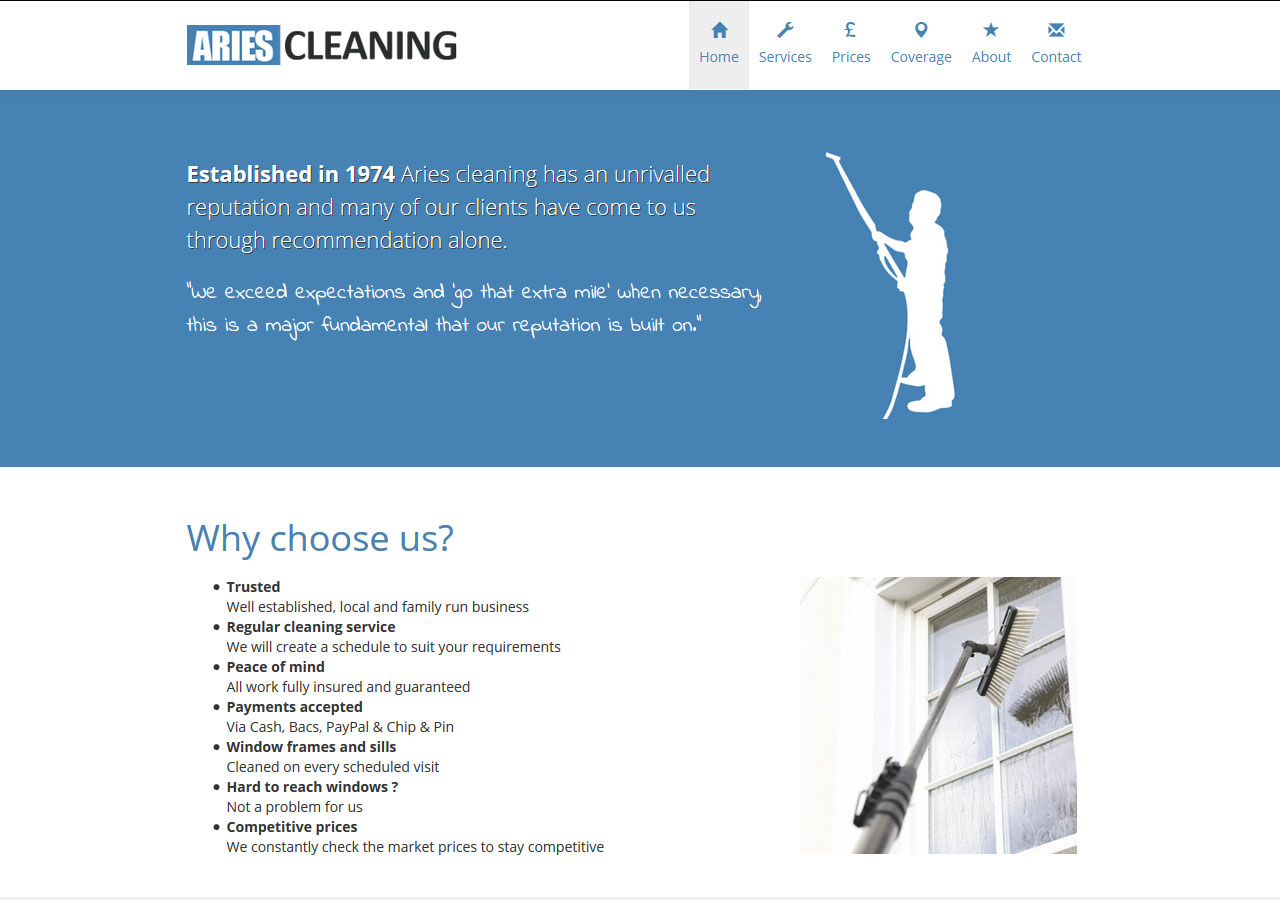 ARIES CLEANING
Home
Services
£
Prices
Coverage
About
Contact
Established in 1974 Aries cleaning has an unrivalled
reputation and many of our clients have come to us
through recommendation alone.
"We exceed expectations and 'go that extra mile' when necessary,
this is a major fundamental that our reputation is built on."
Why choose us?
• Trusted
Well established, local and family run business
• Regular cleaning service
We will create a schedule to suit your requirements
• Peace of mind
All work fully insured and guaranteed
• Payments accepted
Via Cash, Bacs, PayPal & Chip & Pin
• Window frames and sills
Cleaned on every scheduled visit
• Hard to reach windows ?
Not a problem for us
• Competitive prices
We constantly check the market prices to stay competitive